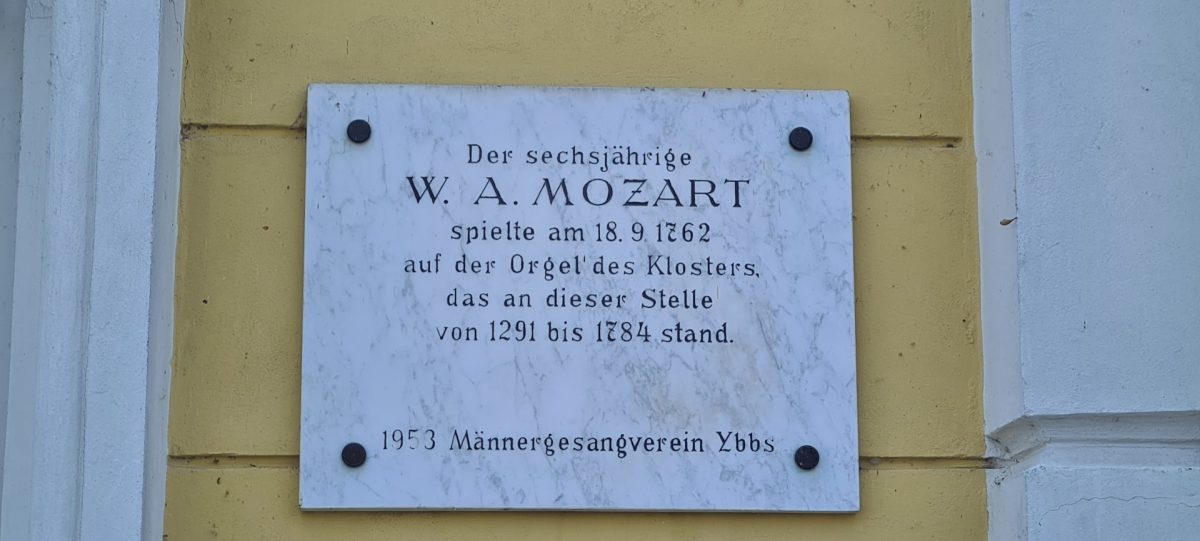 Der sechsjährige
W. A. MOZART
spielte am 18. 9. 1762
auf der Orgel des Klosters,
das an dieser Stelle
von 1291 bis 1784 stand.
1953 Männergesangverein Ybbs